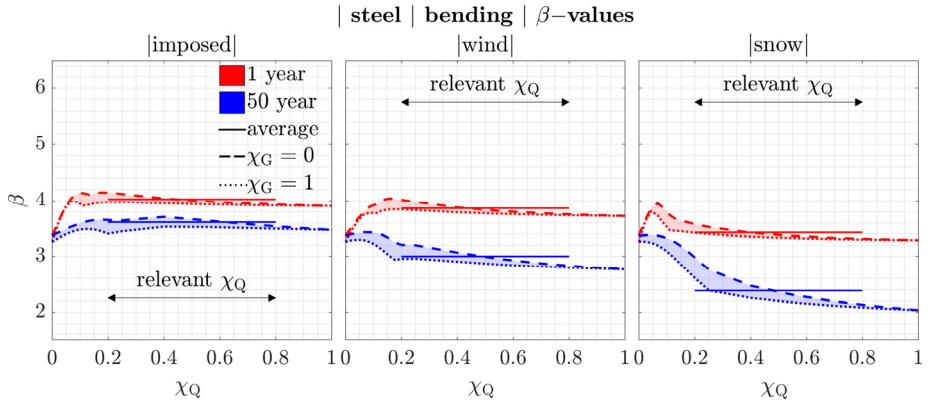 | steel | bending | β−values
|imposed|
|wind|
|snow|
1 year
50 year
average
χG = 0
χG = 1
relevant χQ
relevant χQ
relevant χQ
β
6
5
4
3
2
0 0.2 0.4 0.6 0.8 1
0 0.2 0.4 0.6 0.8 1
0 0.2 0.4 0.6 0.8 1
χQ
χQ
χQ